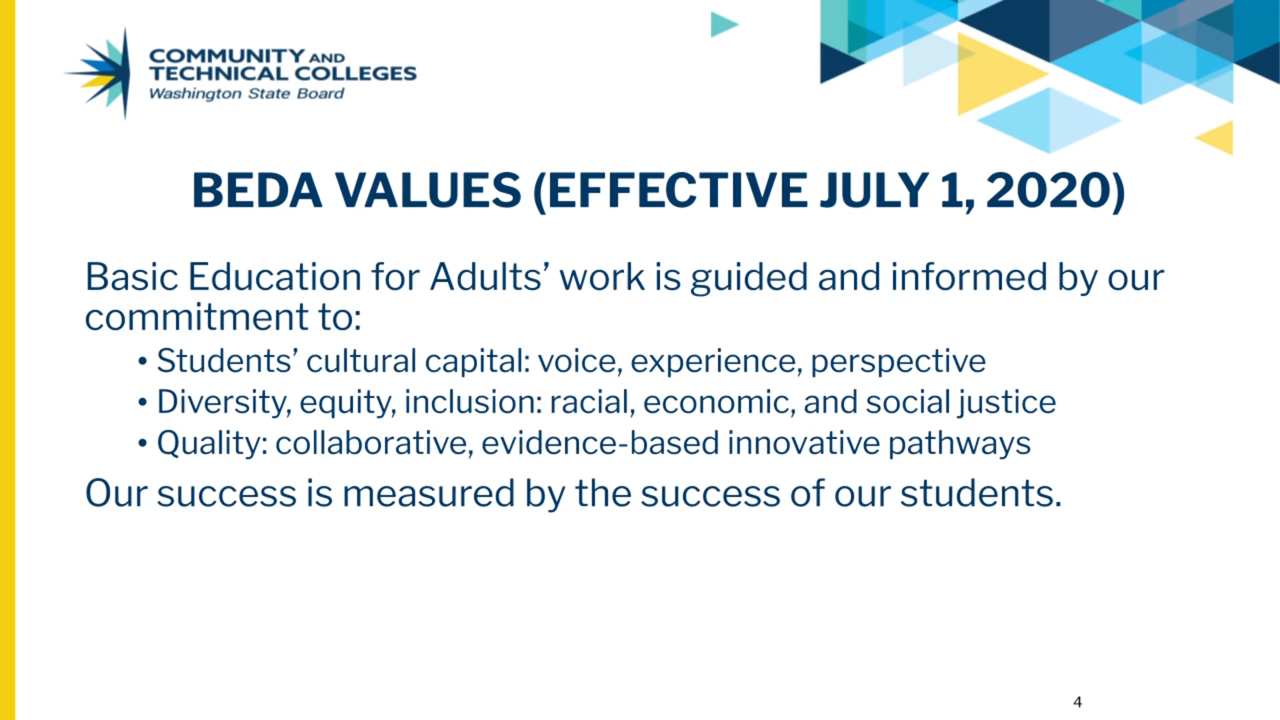 COMMUNITY AND
TECHNICAL COLLEGES
Washington State Board
BEDA VALUES (EFFECTIVE JULY 1, 2020)
Basic Education for Adults’ work is guided and informed by our
commitment to:
• Students’ cultural capital: voice, experience, perspective
• Diversity, equity, inclusion: racial, economic, and social justice
• Quality: collaborative, evidence-based innovative pathways
Our success is measured by the success of our students.
4